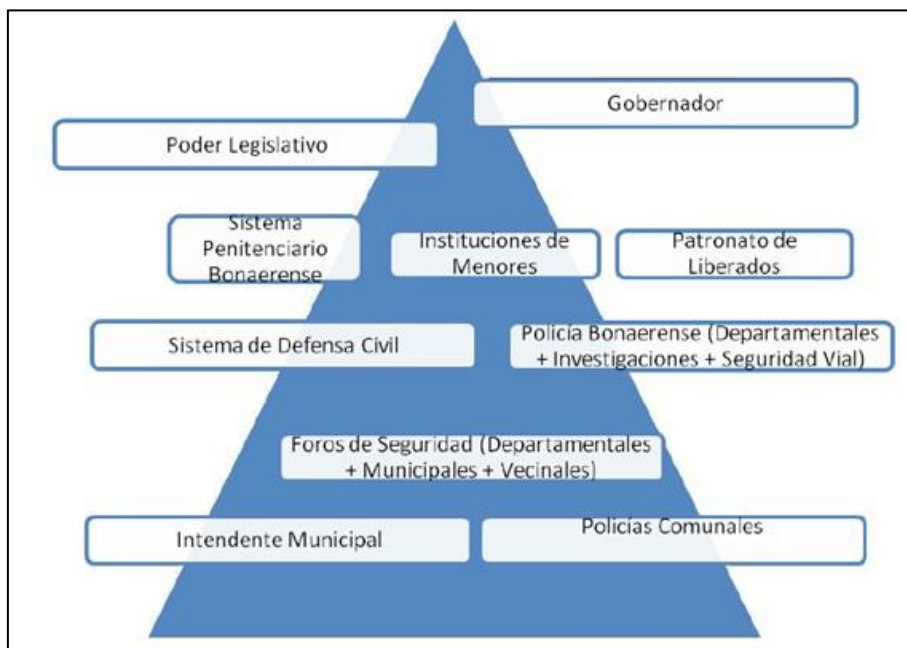 Gobernador
Poder Legislativo
Sistema
Penitenciario
Bonaerense
Instituciones de
Menores
Patronato de
Liberados
Sistema de Defensa Civil
Policía Bonaerense (Departamentales
+ Investigaciones + Seguridad Vial)
Foros de Seguridad (Departamentales
+ Municipales + Vecinales)
Intendente Municipal
Policías Comunales